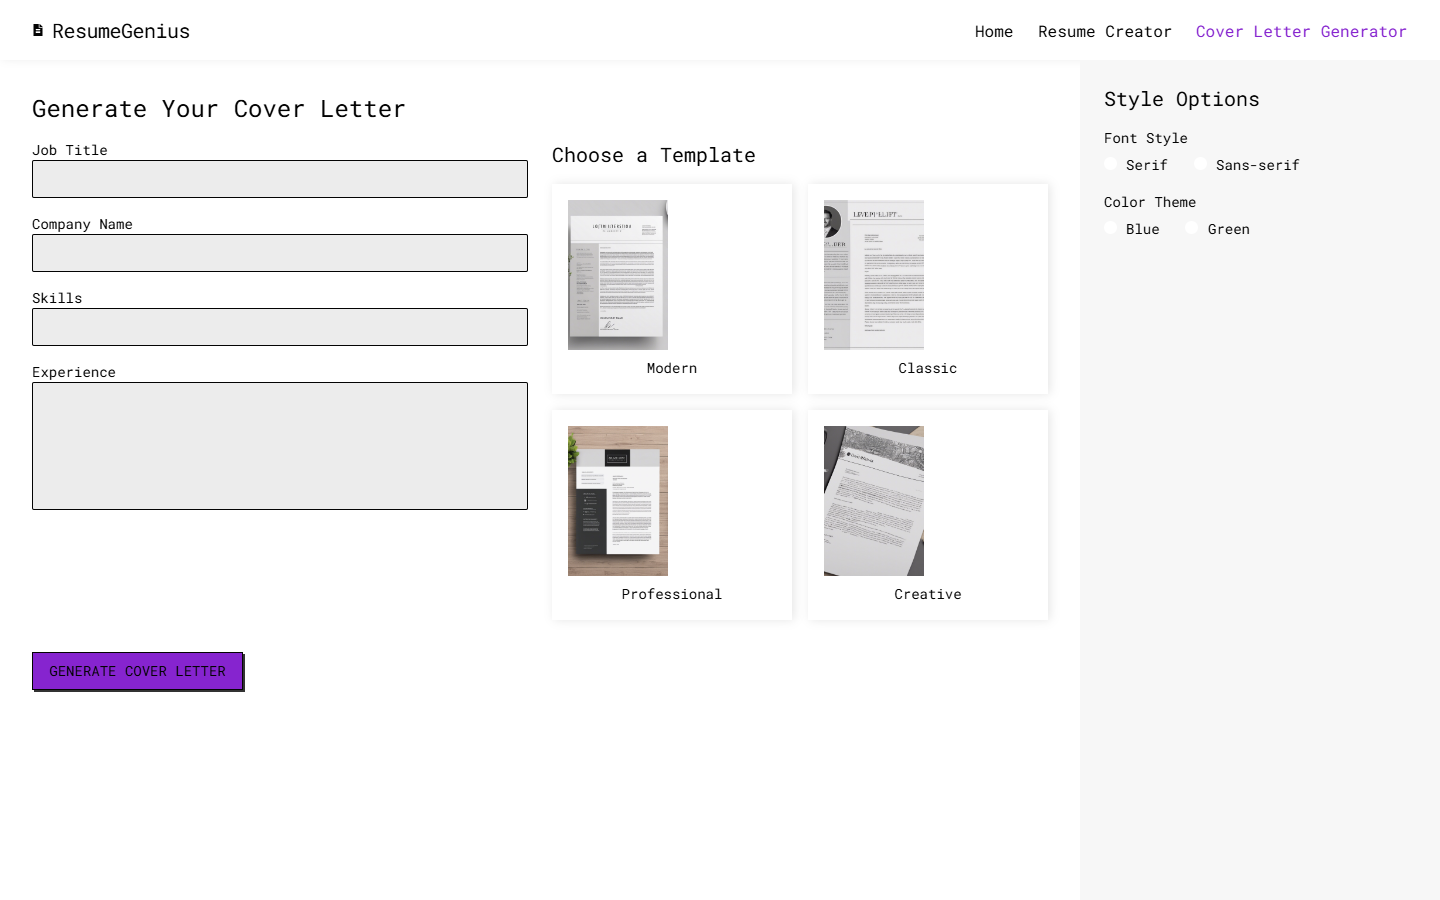 ResumeGenius
Home
Resume Creator
Cover Letter Generator
Generate Your Cover Letter
Job Title
Company Name
Skills
Experience
Choose a Template
Modern
Classic
Professional
Creative
GENERATE COVER LETTER
Style Options
Font Style
Serif
Sans-serif
Color Theme
Blue
Green